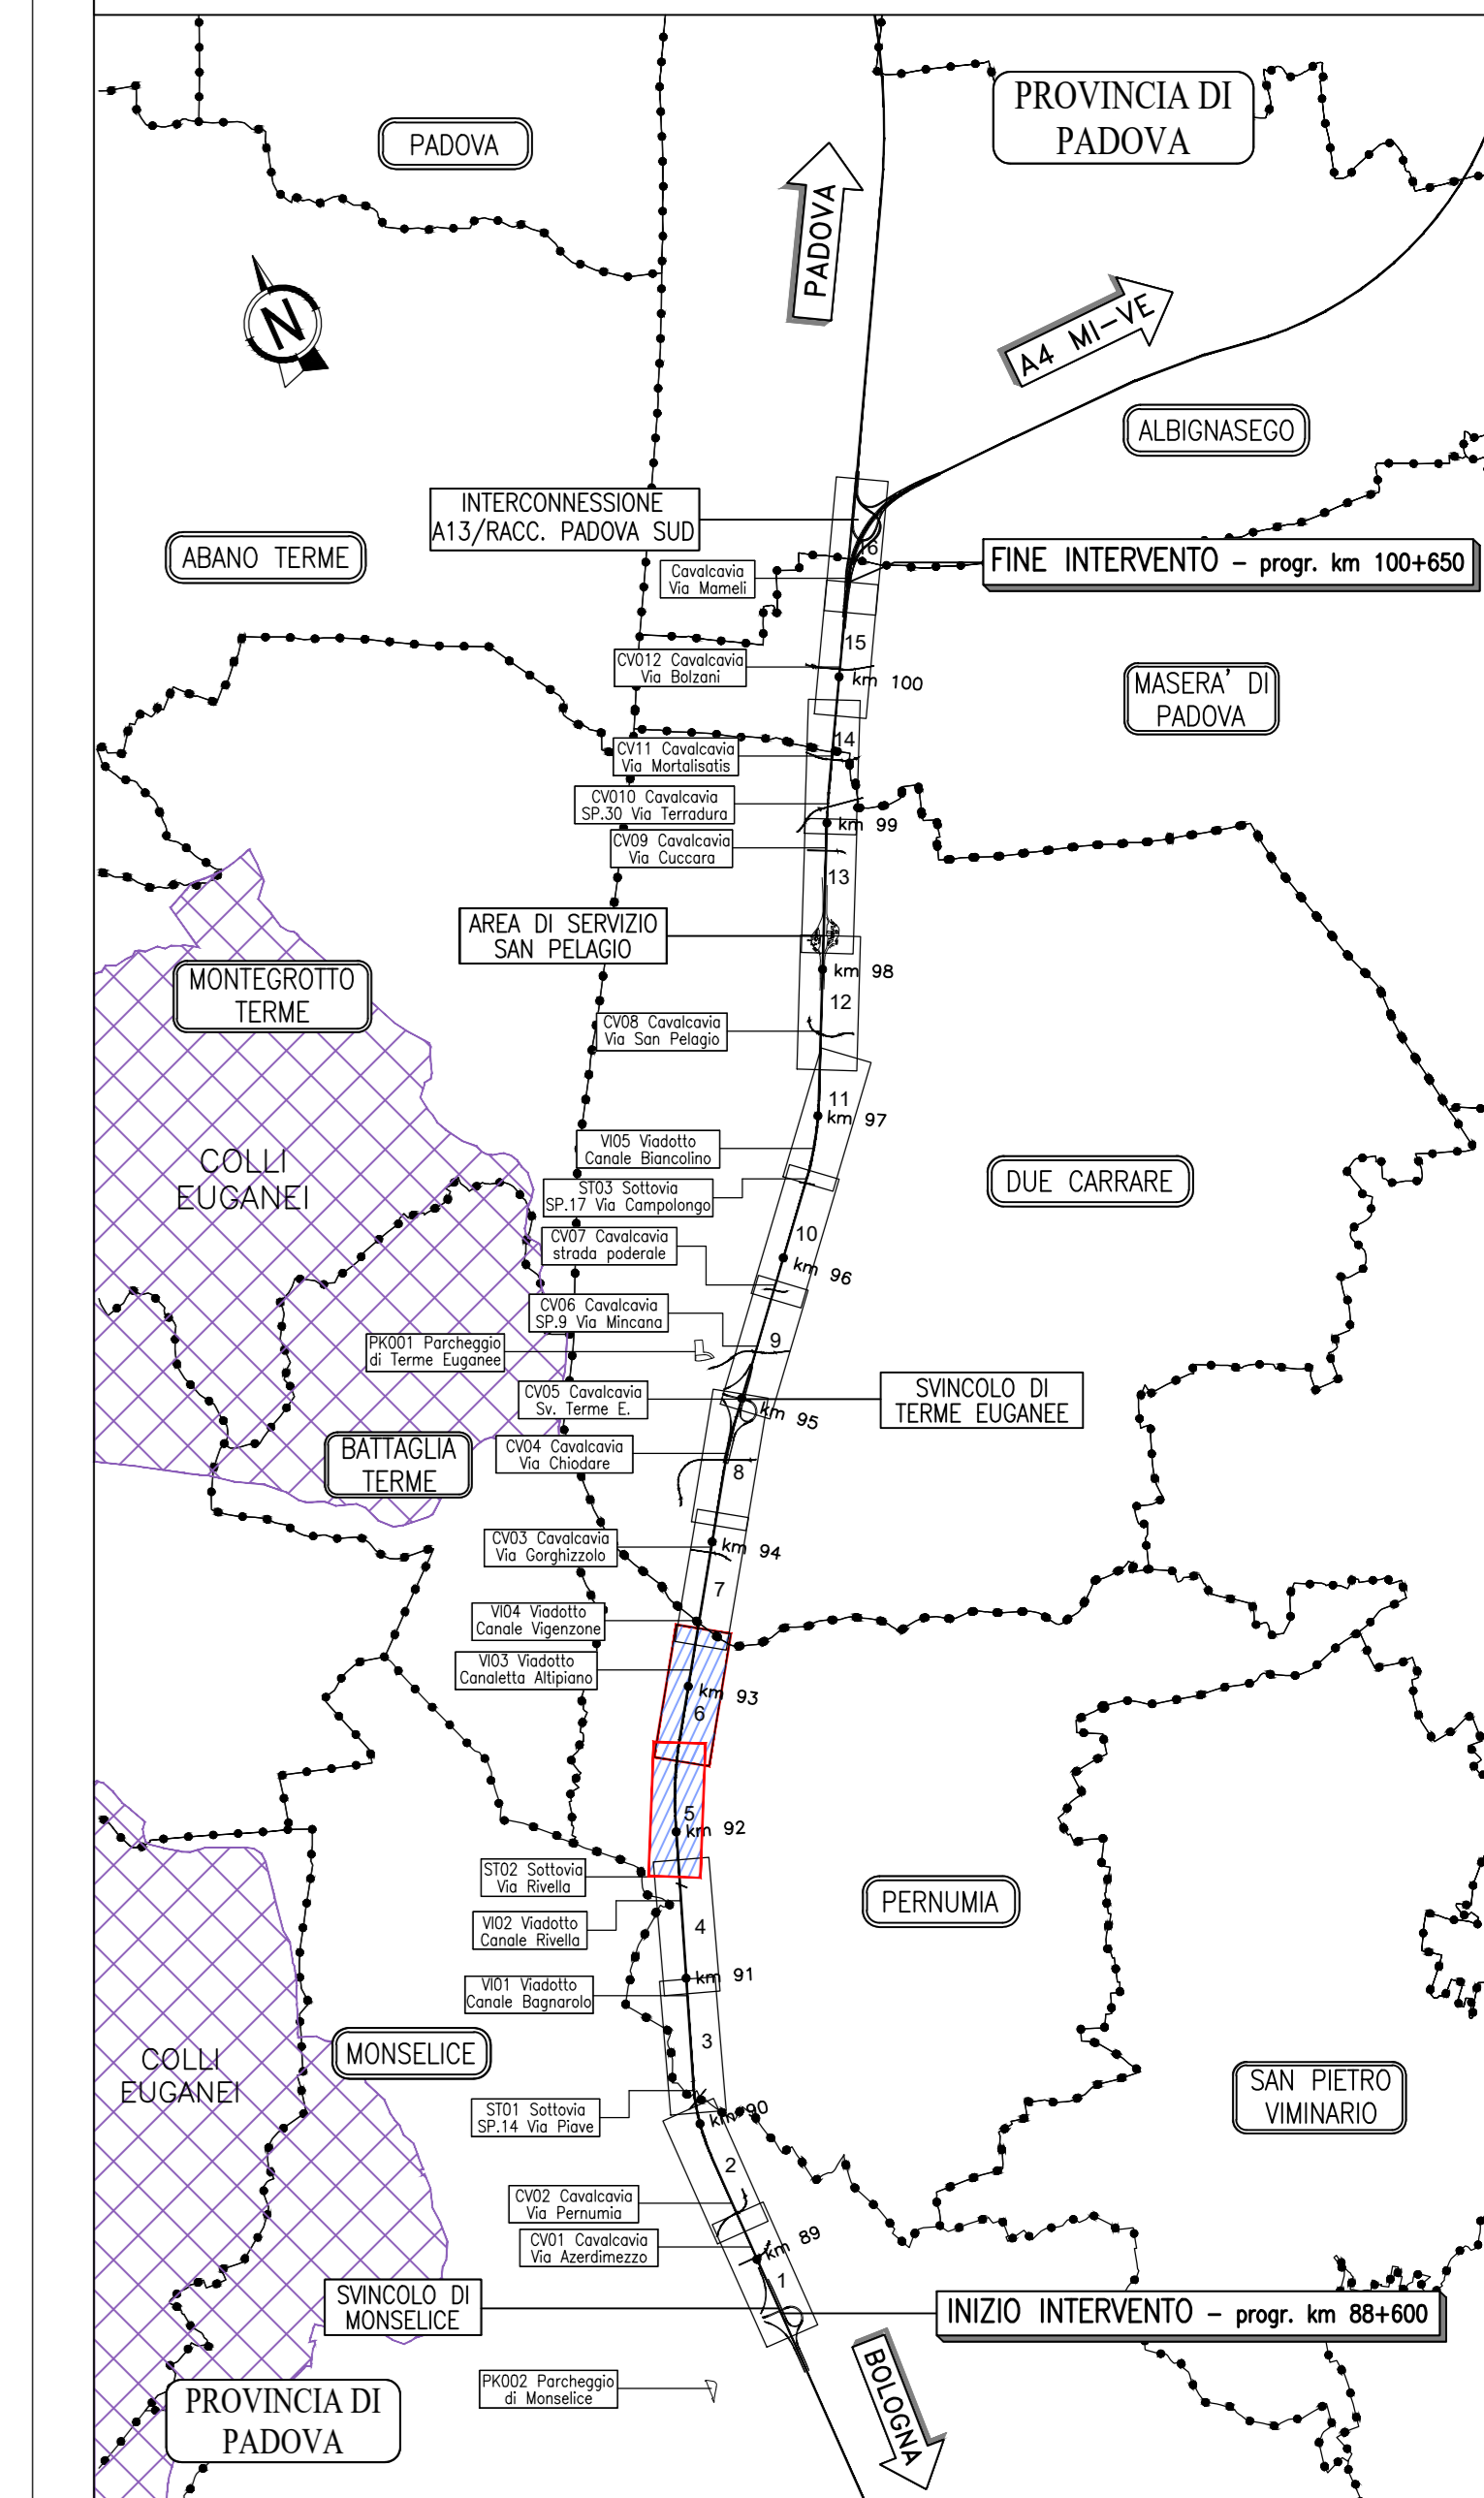 PROVINCIA DI
PADOVA
PADOVA
PADOVA
N
A4 MI-VE
ALBIGNASEGO
INTERCONNESSIONE
A13/RACC. PADOVA SUD
ABANO TERME
16
FINE INTERVENTO - progr. km 100+650
Cavalcavia
Via Mameli
15
CV012 Cavalcavia
Via Bolzani
km 100
MASERA' DI
PADOVA
14
CV11 Cavalcavia
Via Mortalisatis
CV010 Cavalcavia
SP.30 Via Terradura
km 99
CV09 Cavalcavia
Via Cuccara
13
AREA DI SERVIZIO
SAN PELAGIO
km 98
MONTEGROTTO
TERME
12
CV08 Cavalcavia
Via San Pelagio
11
km 97
VI05 Viadotto
Canale Biancolino
COLLI
EUGANEI
DUE CARRARE
ST03 Sottovia
SP.17 Via Campolongo
10
CV07 Cavalcavia
strada poderale
km 96
CV06 Cavalcavia
SP.9 Via Mincana
9
PK001 Parcheggio
di Terme Euganee
CV05 Cavalcavia
Sv. Terme E.
SVINCOLO DI
TERME EUGANEE
km 95
BATTAGLIA
TERME
CV04 Cavalcavia
Via Chiodare
8
CV03 Cavalcavia
Via Gorghizzolo
km 94
7
VI04 Viadotto
Canale Vigenzone
VI03 Viadotto
Canaletta Altipiano
km 93
6
5
km 92
ST02 Sottovia
Via Rivella
PERNUMIA
VI02 Viadotto
Canale Rivella
4
km 91
VI01 Viadotto
Canale Bagnarolo
3
MONSELICE
COLLI
EUGANEI
SAN PIETRO
VIMINARIO
ST01 Sottovia
SP.14 Via Piave
km 90
2
CV02 Cavalcavia
Via Pernumia
CV01 Cavalcavia
Via Azerdimezzo
km 89
1
SVINCOLO DI
MONSELICE
INIZIO INTERVENTO - progr. km 88+600
PK002 Parcheggio
di Monselice
BOLOGNA
PROVINCIA DI
PADOVA